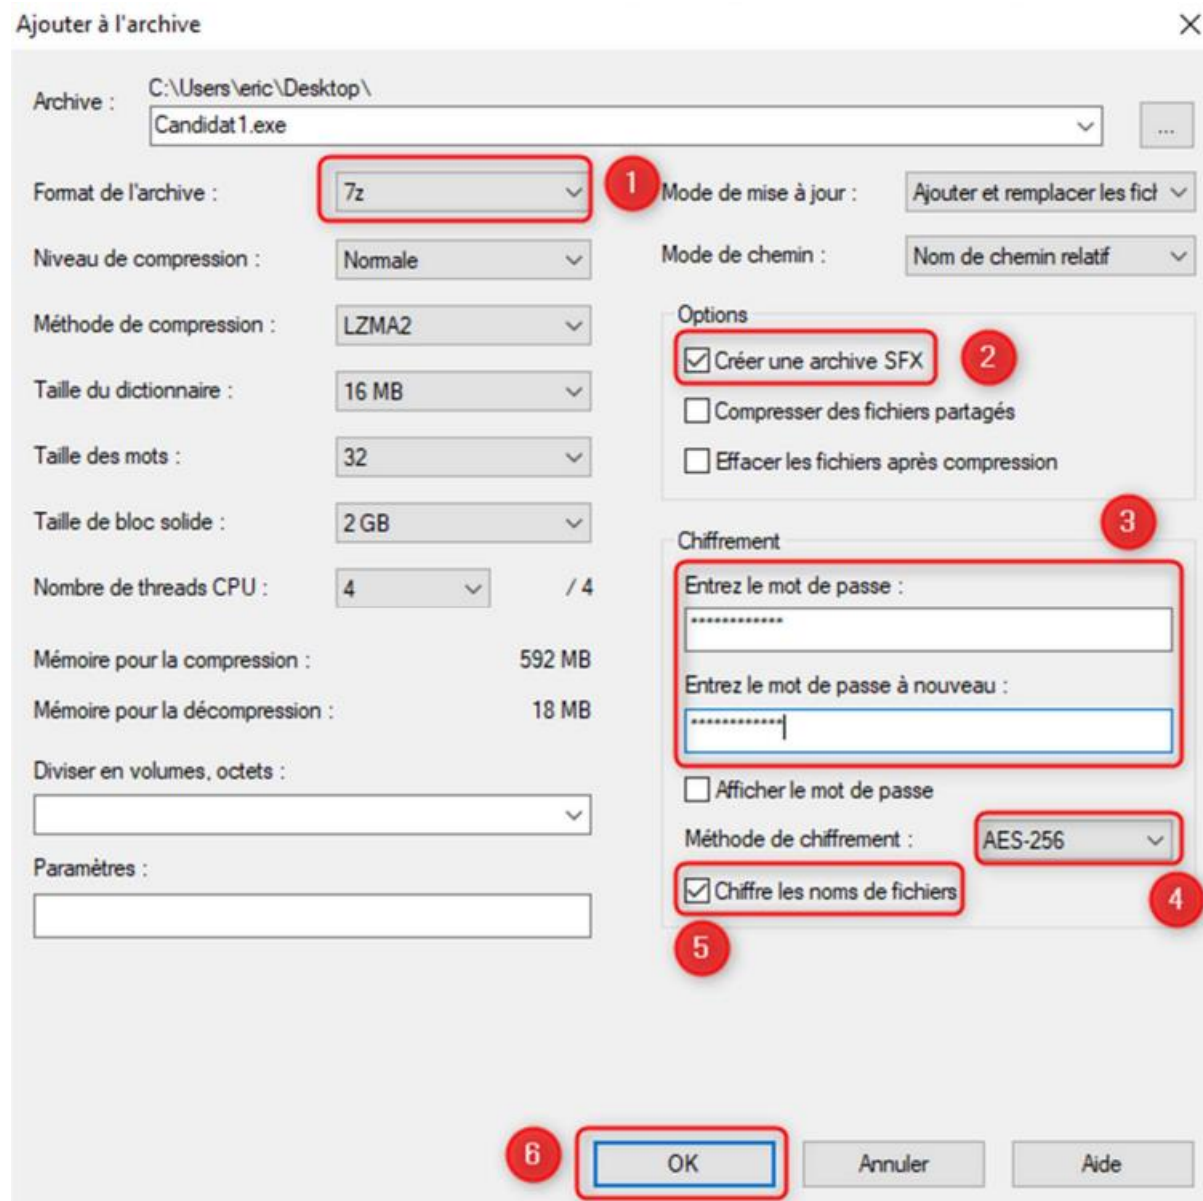 Ajouter à l'archive
Archive :
C:\Users\eric\Desktop\
Candidat1.exe
...
Format de l'archive :
7z
1
Mode de mise à jour :
Ajouter et remplacer les fich
Niveau de compression :
Normale
Mode de chemin :
Nom de chemin relatif
Méthode de compression :
LZMA2
Options
Créer une archive SFX
2
Taille du dictionnaire :
16 MB
Compresser des fichiers partagés
Taille des mots :
32
Effacer les fichiers après compression
Taille de bloc solide :
2 GB
3
Chiffrement
Nombre de threads CPU :
4
/ 4
Entrez le mot de passe :
************
Mémoire pour la compression :
592 MB
Entrez le mot de passe à nouveau :
************
Mémoire pour la décompression :
18 MB
Diviser en volumes, octets :
Afficher le mot de passe
Méthode de chiffrement :
AES-256
4
Paramètres :
Chiffre les noms de fichiers
5
6
OK
Annuler
Aide